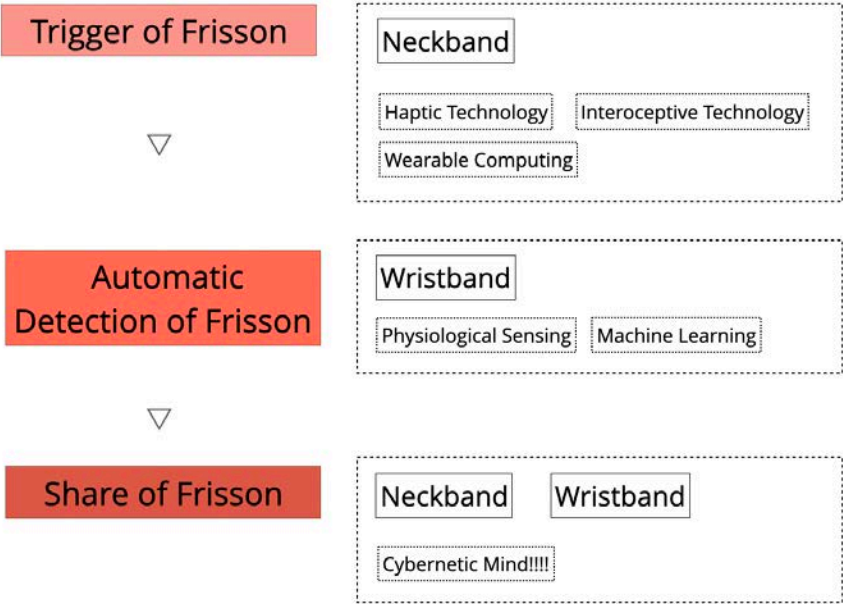 Trigger of Frisson
Neckband
Haptic Technology
Interoceptive Technology
Wearable Computing
Automatic
Detection of Frisson
Wristband
Physiological Sensing
Machine Learning
Share of Frisson
Neckband
Wristband
Cybernetic Mind!!!!